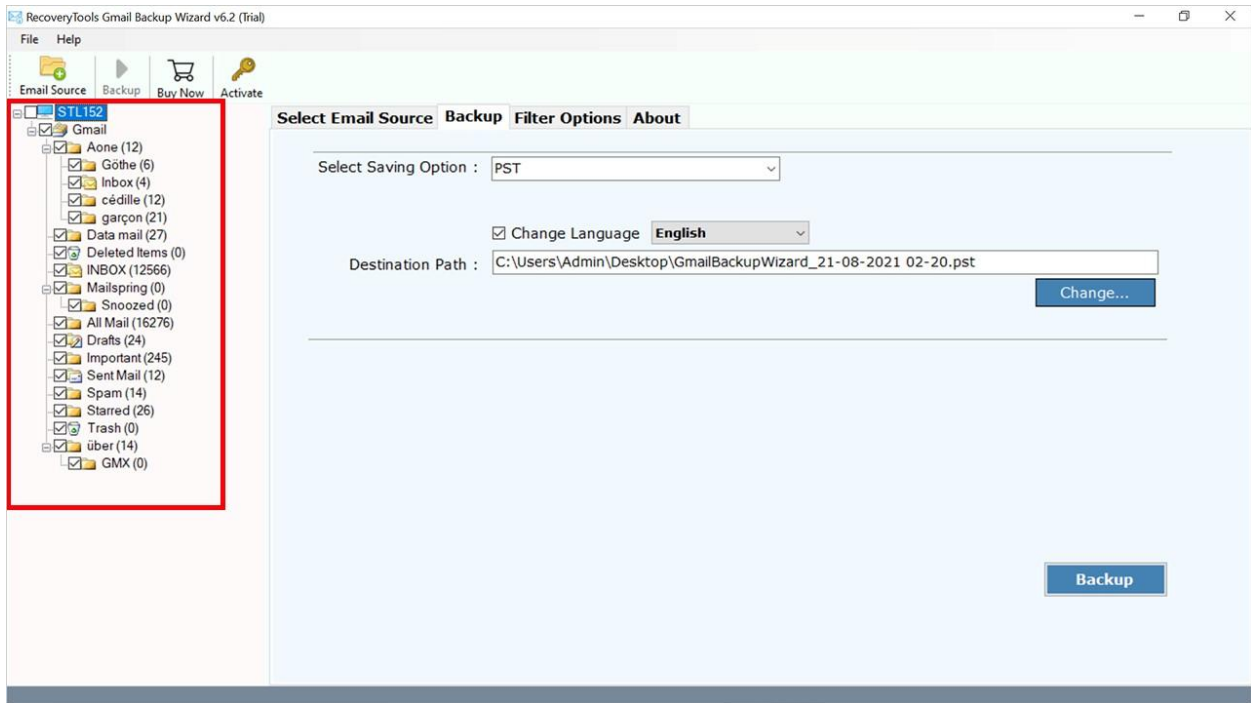 RecoveryTools Gmail Backup Wizard v6.2 (Trial)
File Help
Email Source Backup Buy Now Activate
STL152
Gmail
Aone (12)
Göthe (6)
Inbox (4)
cédille (12)
garçon (21)
Data mail (27)
Deleted Items (0)
INBOX (12566)
Mailspring (0)
Snoozed (0)
All Mail (16276)
Drafts (24)
Important (245)
Sent Mail (12)
Spam (14)
Starred (26)
Trash (0)
über (14)
GMX (0)
Select Email Source Backup Filter Options About
Select Saving Option : PST
Change Language English
Destination Path : C:\Users\Admin\Desktop\GmailBackupWizard_21-08-2021 02-20.pst
Change...
Backup